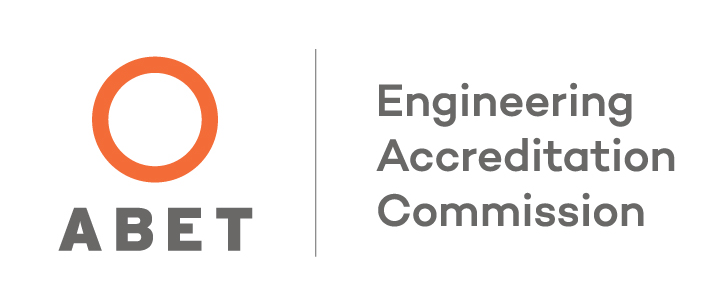 ABET
Engineering
Accreditation
Commission